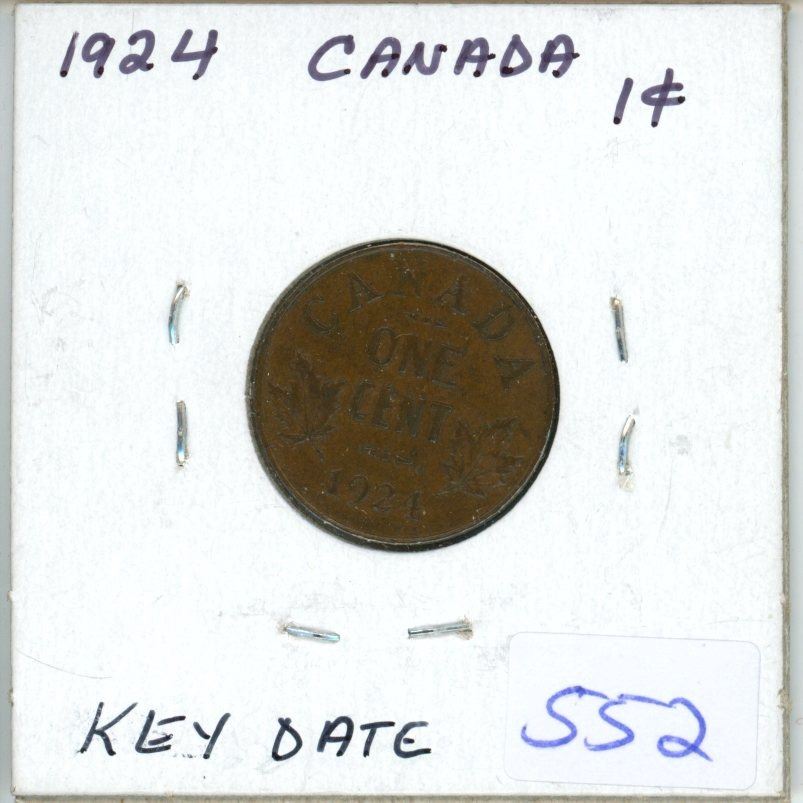 1924 CANADA
1¢
CANADA
ONE
CENT
1924
KEY DATE
552